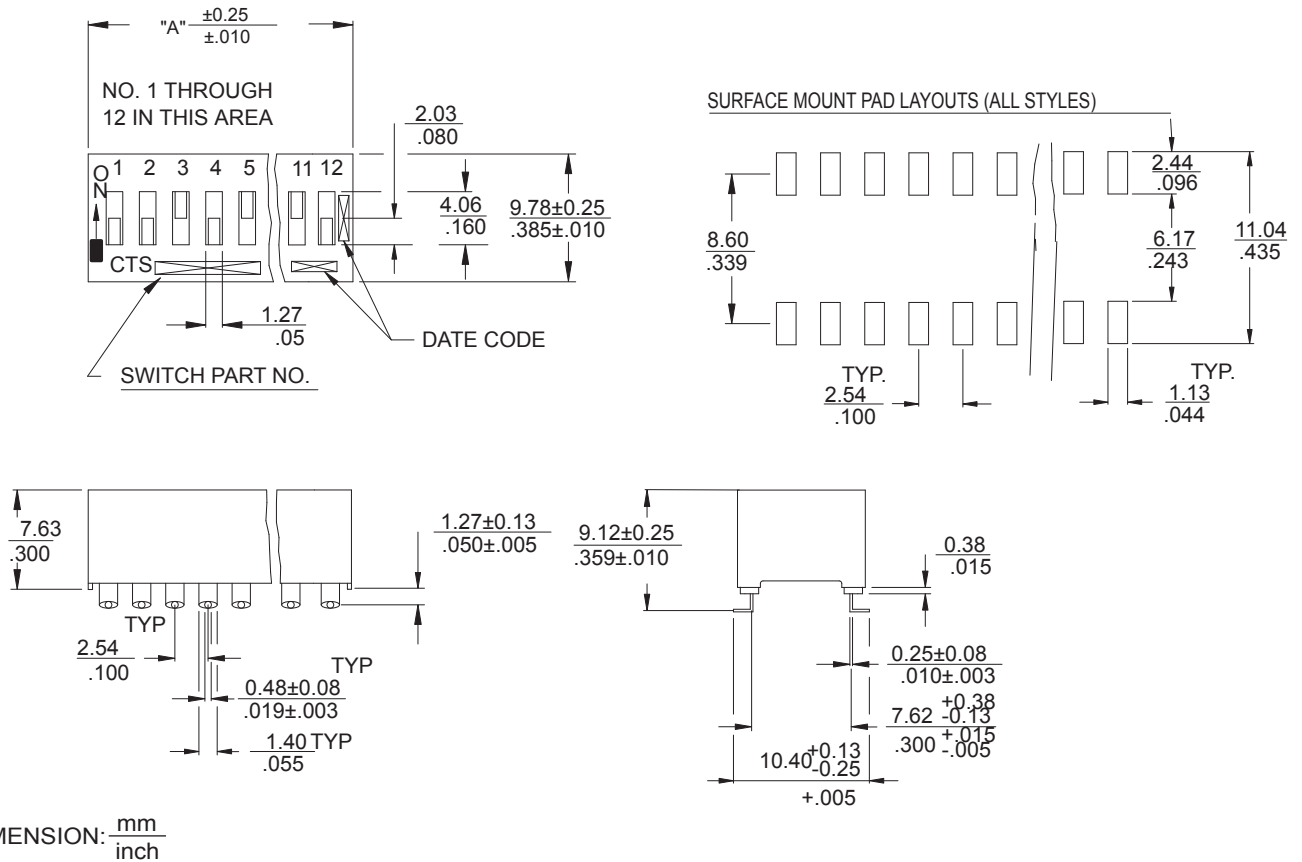 "A" ±0.25
±.010
NO. 1 THROUGH
12 IN THIS AREA
2.03
.080
ON
1 2 3 4 5 11 12
4.06
.160
9.78±0.25
.385±.010
CTS
1.27
.05
DATE CODE
SWITCH PART NO.
SURFACE MOUNT PAD LAYOUTS (ALL STYLES)
2.44
.096
8.60
.339
6.17
.243
11.04
.435
TYP.
2.54
.100
TYP.
1.13
.044
7.63
.300
1.27±0.13
.050±.005
TYP
2.54
.100
TYP
0.48±0.08
.019±.003
1.40 TYP
.055
9.12±0.25
.359±.010
0.38
.015
0.25±0.08
.010±.003
+0.38
7.62 -0.13
+.015
.300 -.005
10.40 +0.13
-0.25
+.005
MENSION: mm
inch